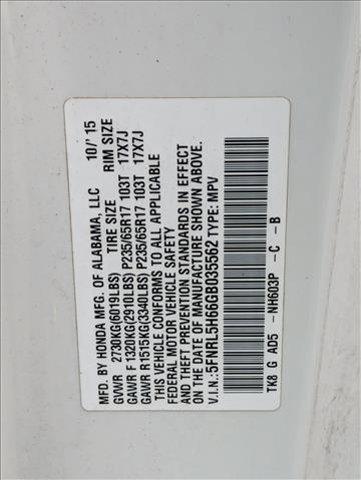 MFD. BY HONDA MFG. OF ALABAMA, LLC 10/'15
GVWR 2730KG(6019LBS) TIRE SIZE RIM SIZE
GAWR F 1320KG(2910LBS) P235/65R17 103T 17X7J
GAWR R1515KG(3340LBS) P235/65R17 103T 17X7J
THIS VEHICLE CONFORMS TO ALL APPLICABLE
FEDERAL MOTOR VEHICLE SAFETY
AND THEFT PREVENTION STANDARDS IN EFFECT
ON THE DATE OF MANUFACTURE SHOWN ABOVE.
V.I.N.:5FNRL5H66GB035562 TYPE: MPV
TK8 G AD5 -NH603P -C -B